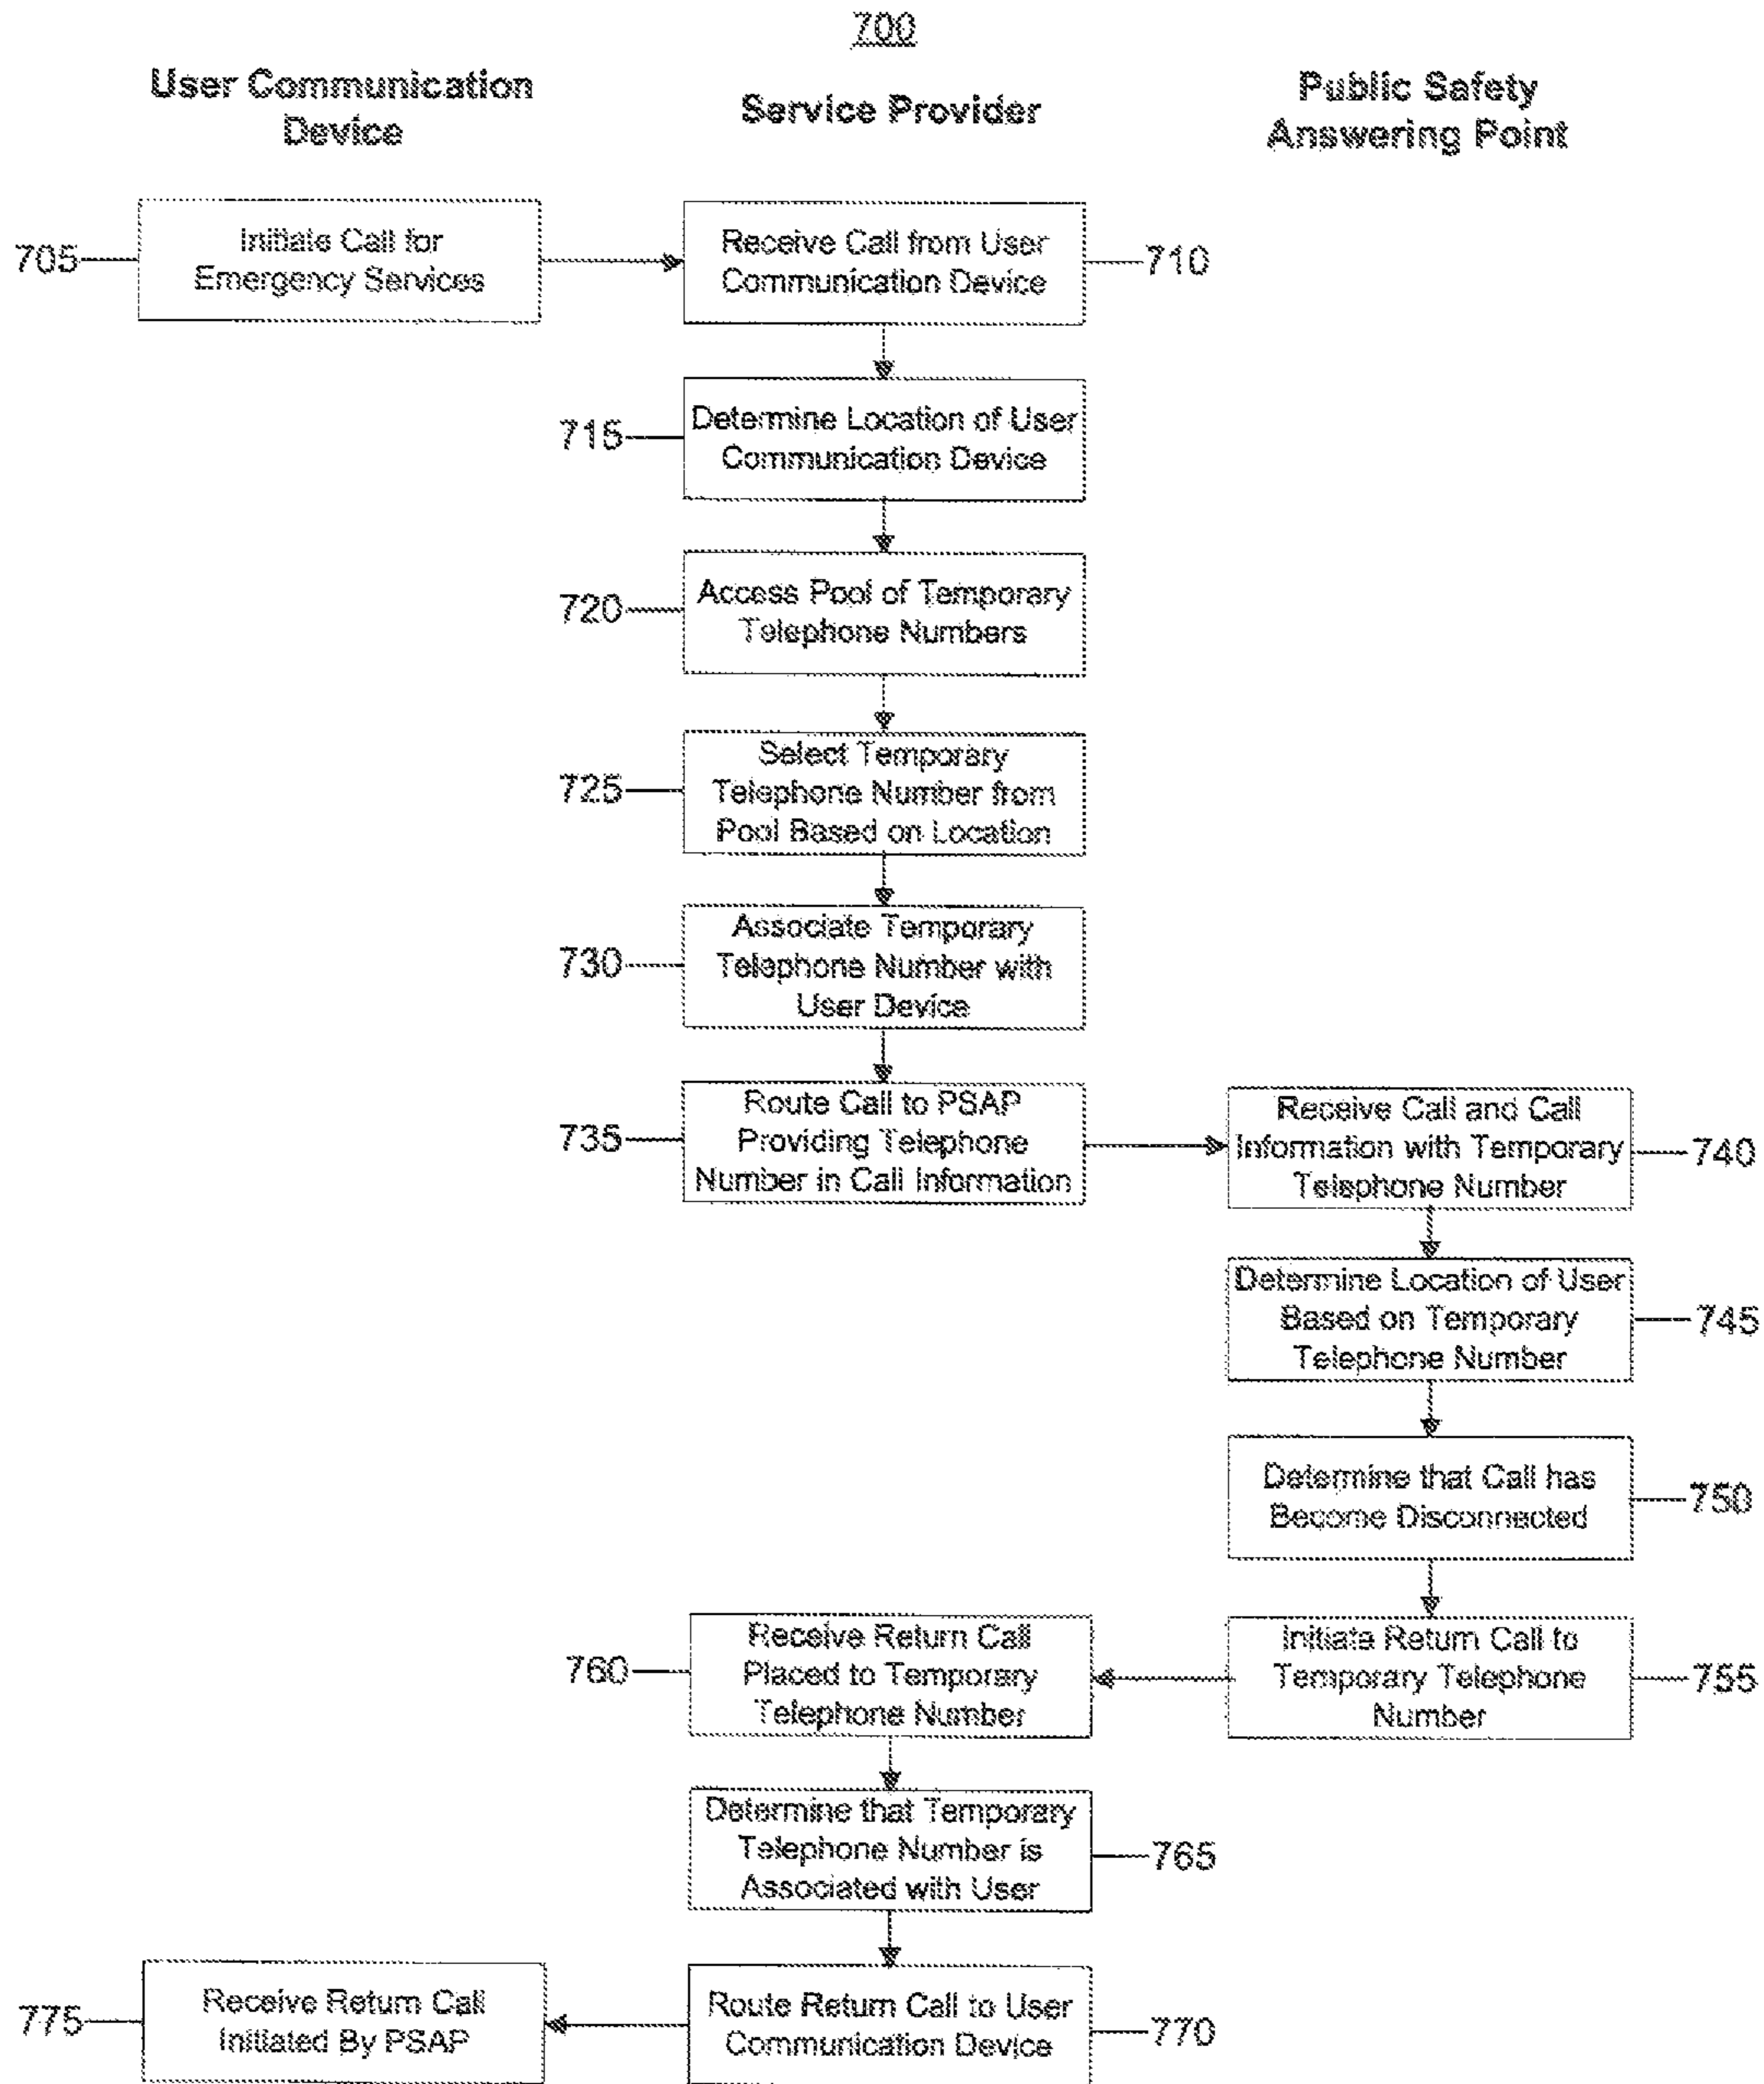 700
User Communication
Device
Service Provider
Public Safety
Answering Point
705
Initiate Call for
Emergency Services
Receive Call from User
Communication Device
710
715
Determine Location of User
Communication Device
720
Access Pool of Temporary
Telephone Numbers
725
Select Temporary
Telephone Number from
Pool Based on Location
730
Associate Temporary
Telephone Number with
User Device
735
Route Call to PSAP
Providing Telephone
Number in Call Information
Receive Call and Call
Information with Temporary
Telephone Number
740
Determine Location of User
Based on Temporary
Telephone Number
745
Determine that Call has
Become Disconnected
750
Initiate Return Call to
Temporary Telephone
Number
755
760
Receive Return Call
Placed to Temporary
Telephone Number
Determine that Temporary
Telephone Number is
Associated with User
765
Route Return Call to User
Communication Device
770
775
Receive Return Call
Initiated By PSAP